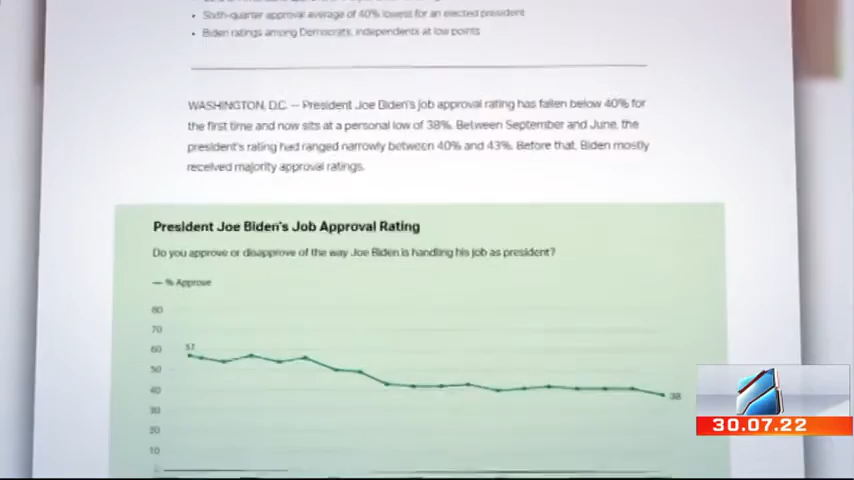 Sixth-quarter approval average of 40% lowest for an elected president
Biden ratings among Democrats, independents at low points
WASHINGTON, D.C. — President Joe Biden's job approval rating has fallen below 40% for
the first time and now sits at a personal low of 38%. Between September and June, the
president's rating had ranged narrowly between 40% and 43%. Before that, Biden mostly
received majority approval ratings.
President Joe Biden's Job Approval Rating
Do you approve or disapprove of the way Joe Biden is handling his job as president?
— % Approve
80
70
60
57
50
40
38
30
20
10
30.07.22